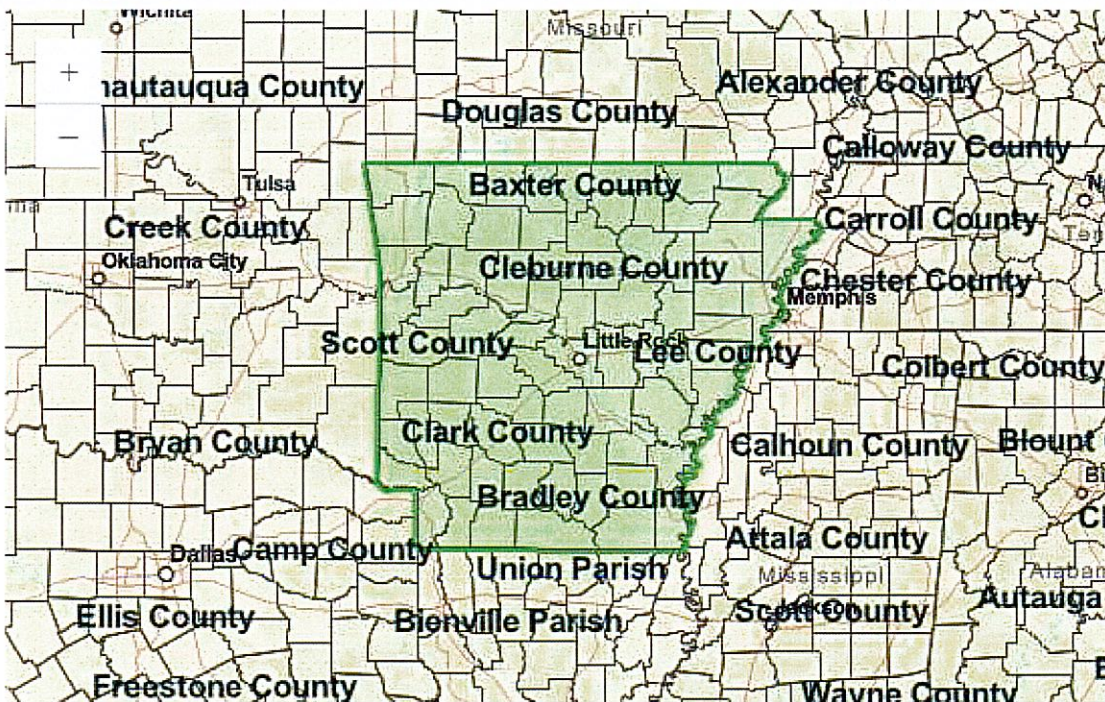 Wichita
Missouri
+
hautauqua County
Alexander County
Douglas County
−
Calloway County
Tulsa
Baxter County
Creek County
Carroll County
Oklahoma City
Cleburne County
Chester County
Memphis
Scott County
Little Rock
Lee County
Colbert County
Clark County
Bryan County
Calhoun County
Blount
Bradley County
Attala County
Dallas
Camp County
Union Parish
Mississippi
Alabam
Autauga
Ellis County
Bienville Parish
Scott County
Jackson
Freestone County
Wayne County